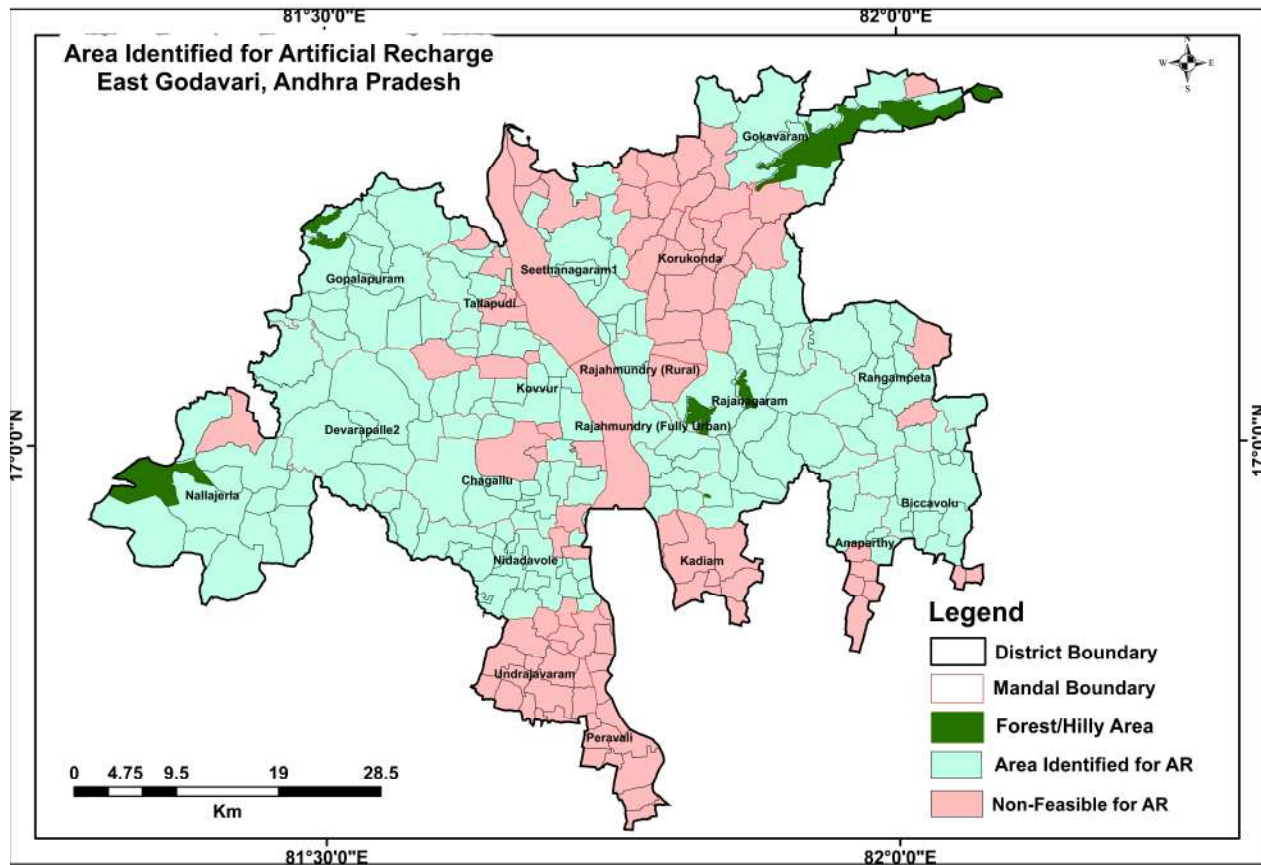 81°30'0"E
82°0'0"E
Area Identified for Artificial Recharge
East Godavari, Andhra Pradesh
N
W E
S
Gokavaram
Korukonda
Seethanagaram1
Gopalapuram
Tallapudi
Rajahmundry (Rural)
Rangampeta
Kovvur
Rajanagaram
Rajahmundry (Fully Urban)
Devarapalle2
17°0'0"N
17°0'0"N
Chagallu
Nallajerla
Biccavolu
Anaparthy
Nidadavole
Kadiam
Undrajavaram
Peravali
Legend
District Boundary
Mandal Boundary
Forest/Hilly Area
Area Identified for AR
Non-Feasible for AR
0 4.75 9.5 19 28.5
Km
81°30'0"E
82°0'0"E